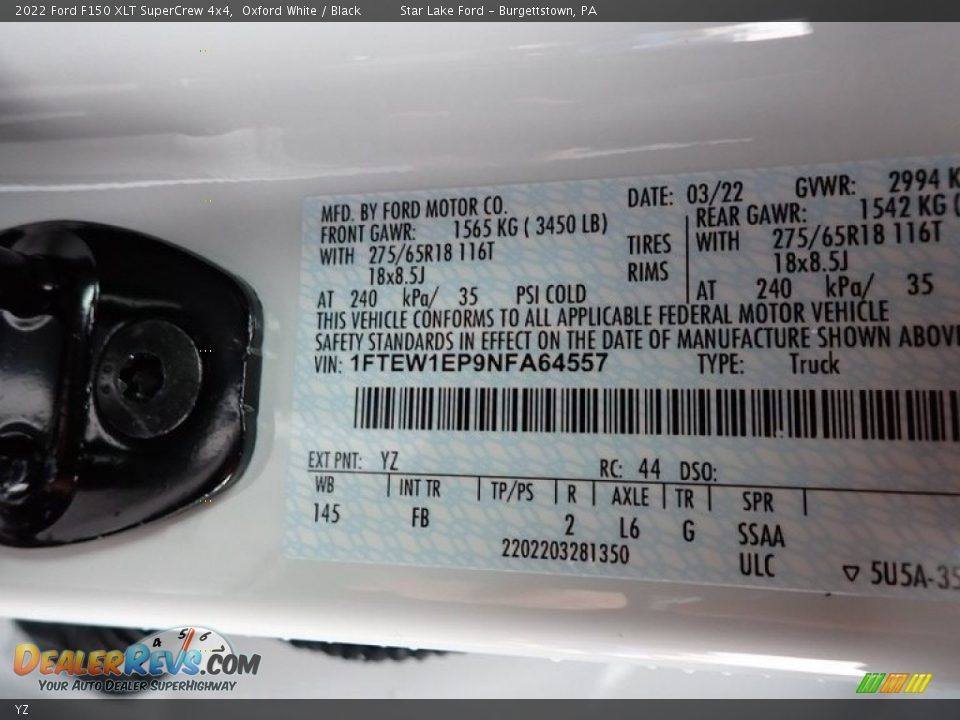 2022 Ford F150 XLT SuperCrew 4x4, Oxford White / Black Star Lake Ford - Burgettstown, PA
MFD. BY FORD MOTOR CO. DATE: 03/22 GVWR: 2994 K
FRONT GAWR: 1565 KG ( 3450 LB) REAR GAWR: 1542 KG (
WITH 275/65R18 116T TIRES WITH 275/65R18 116T
18x8.5J RIMS 18x8.5J
AT 240 kPa/ 35 PSI COLD AT 240 kPa/ 35
THIS VEHICLE CONFORMS TO ALL APPLICABLE FEDERAL MOTOR VEHICLE
SAFETY STANDARDS IN EFFECT ON THE DATE OF MANUFACTURE SHOWN ABOVE
VIN: 1FTEW1EP9NFA64557 TYPE: Truck
EXT PNT: YZ RC: 44 DSO:
WB INT TR TP/PS R AXLE TR SPR
145 FB 2 L6 G SSAA
2202203281350 ULC ▽ 5U5A-35
4 5 6
DealerRevs.com
Your Auto Dealer SuperHighway
YZ